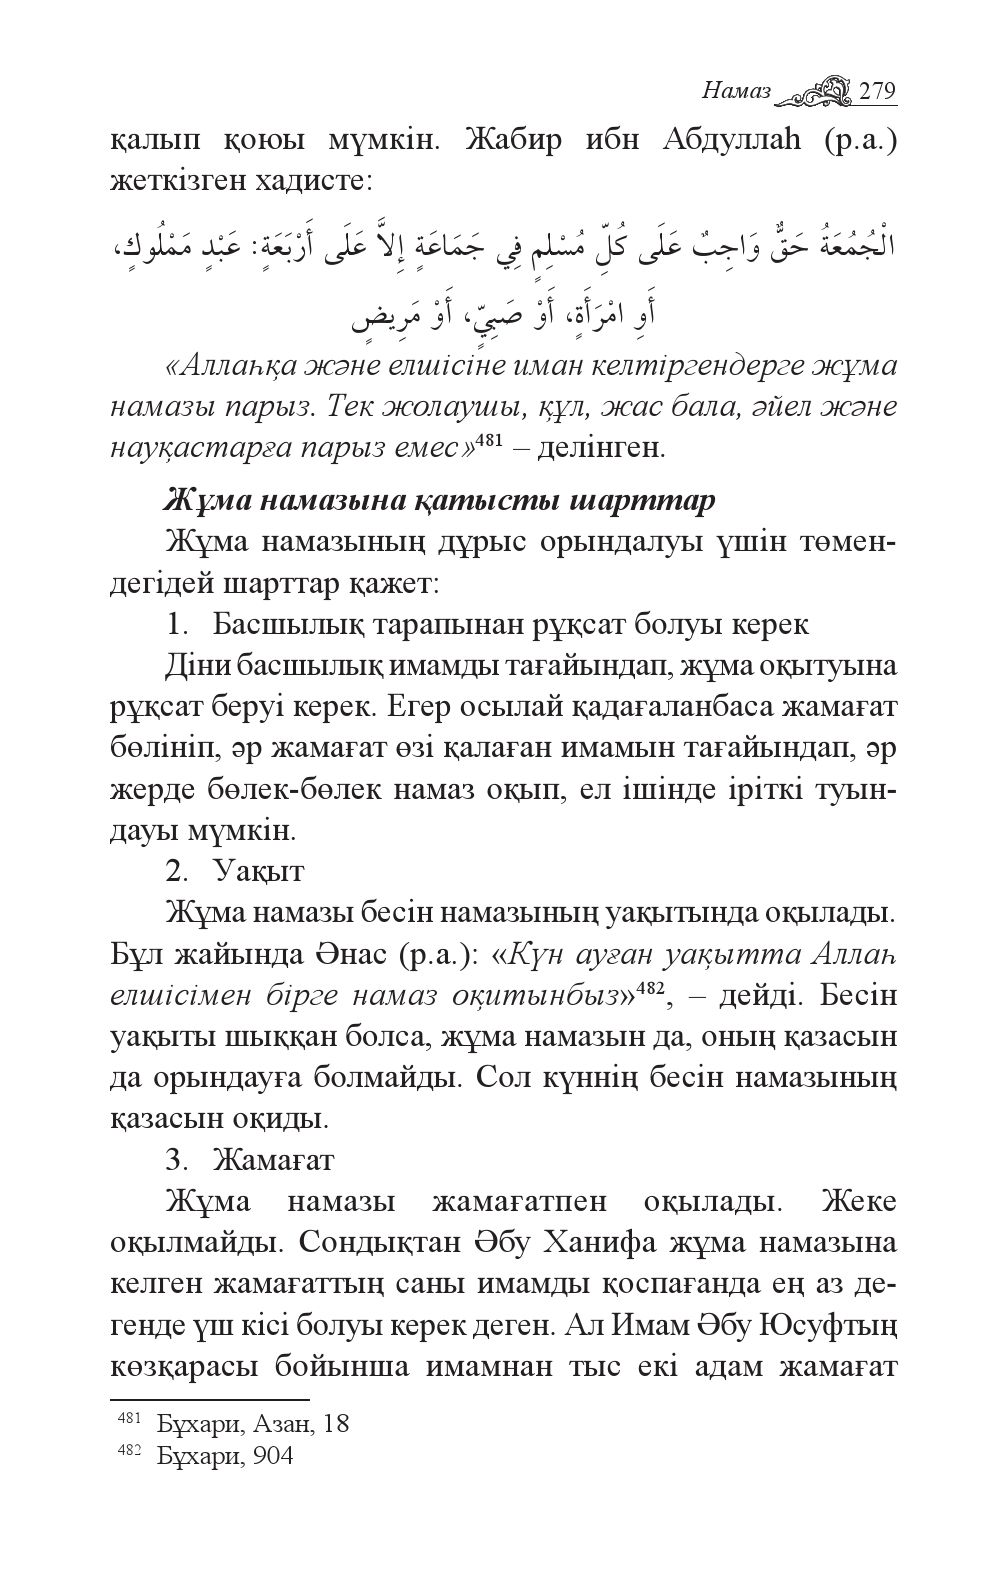 Намаз 279
қалып қоюы мүмкін. Жабир ибн Абдуллаһ (р.а.)
жеткізген хадисте:
الْجُمُعَةُ حَقٌّ وَاجِبٌ عَلَى كُلِّ مُسْلِمٍ فِي جَمَاعَةٍ إِلاَّ عَلَى أَرْبَعَةٍ: عَبْدٍ مَمْلُوكٍ،
أَوِ امْرَأَةٍ، أَوْ صَبِيٍّ، أَوْ مَرِيضٍ
«Аллаһқа және елшісіне иман келтіргендерге жұма
намазы парыз. Тек жолаушы, құл, жас бала, әйел және
науқастарға парыз емес»481 – делінген.
Жұма намазына қатысты шарттар
Жұма намазының дұрыс орындалуы үшін төмен-
дегідей шарттар қажет:
1. Басшылық тарапынан рұқсат болуы керек
Діни басшылық имамды тағайындап, жұма оқытуына
рұқсат беруі керек. Егер осылай қадағаланбаса жамағат
бөлініп, әр жамағат өзі қалаған имамын тағайындап, әр
жерде бөлек-бөлек намаз оқып, ел ішінде іріткі туын-
дауы мүмкін.
2. Уақыт
Жұма намазы бесін намазының уақытында оқылады.
Бұл жайында Әнас (р.а.): «Күн ауған уақытта Аллаһ
елшісімен бірге намаз оқитынбыз»482, – дейді. Бесін
уақыты шыққан болса, жұма намазын да, оның қазасын
да орындауға болмайды. Сол күннің бесін намазының
қазасын оқиды.
3. Жамағат
Жұма намазы жамағатпен оқылады. Жеке
оқылмайды. Сондықтан Әбу Ханифа жұма намазына
келген жамағаттың саны имамды қоспағанда ең аз де-
генде үш кісі болуы керек деген. Ал Имам Әбу Юсуфтың
көзқарасы бойынша имамнан тыс екі адам жамағат
481 Бұхари, Азан, 18
482 Бұхари, 904